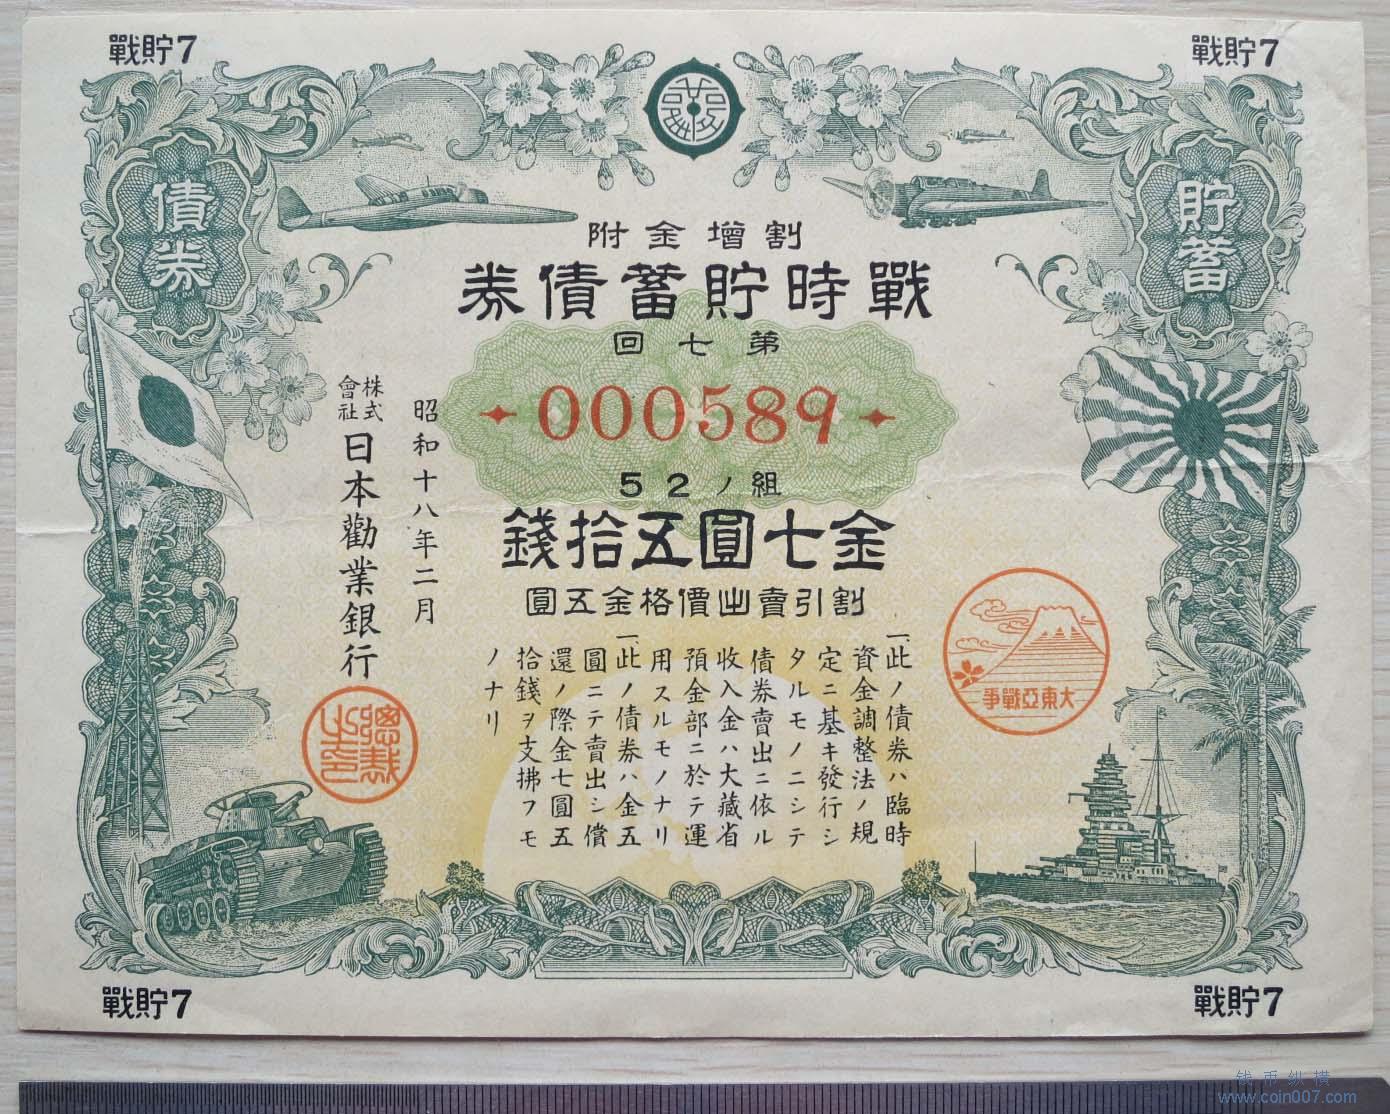 戰貯7
戰貯7
債券
貯蓄
割增金附
戰時貯蓄債券
第七回
000589
組ノ52
金七圓五拾錢
割引賣出價格金五圓
一、此ノ債券ハ臨時
資金調整法ノ規
定ニ基キ發行シ
タルモノニシテ
債券賣出ニ依ル
收入金ハ大藏省
預金部ニ於テ運
用スルモノナリ
一、此ノ債券ハ金五
圓ニテ賣出シ償
還ノ際金七圓五
拾錢ヲ支拂フモ
ノナリ
昭和十八年二月
株式會社
日本勸業銀行
總裁之印
大東亞戰爭
戰貯7
戰貯7
钱币纵横
www.coin007.com